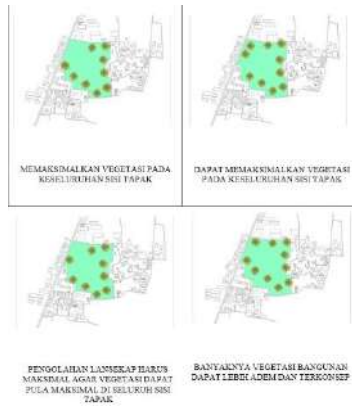 MEMAKSIMALKAN VEGETASI PADA
KESELURUHAN SISI TAPAK
DAPAT MEMAKSIMALKAN VEGETASI
PADA KESELURUHAN SISI TAPAK
PENGOLAHAN LANSEKAP HARUS
MAKSIMAL AGAR VEGETASI DAPAT
PULA MAKSIMAL DI SELURUH SISI
TAPAK
BANYAKNYA VEGETASI BANGUNAN
DAPAT LEBIH ADEM DAN TERKONSEP